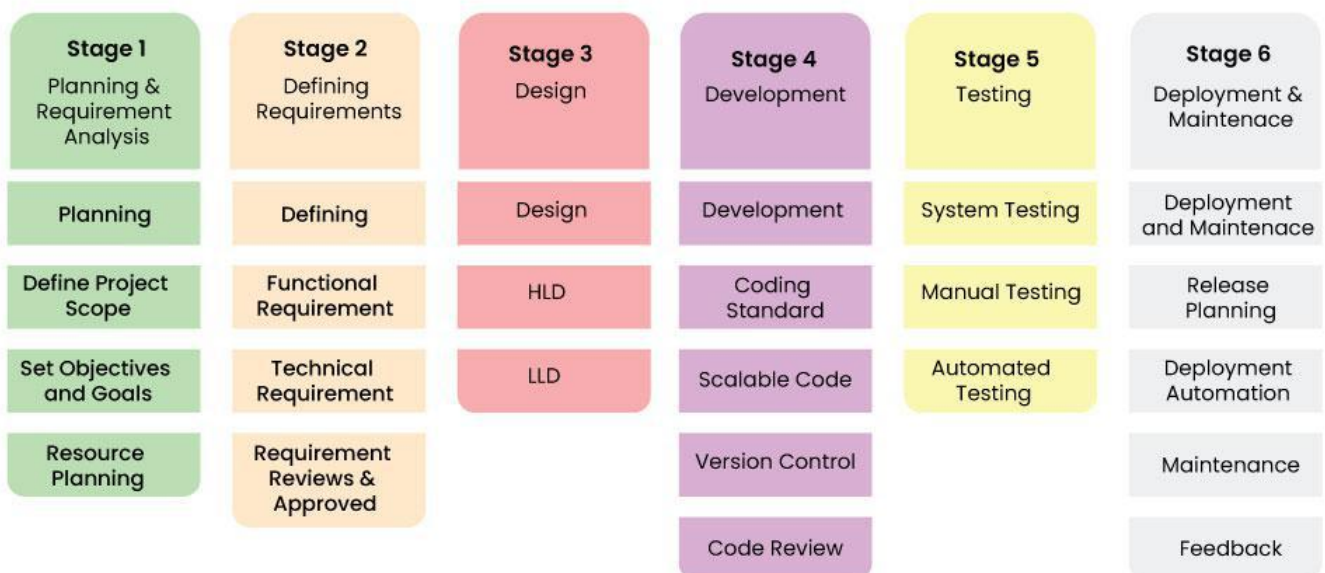 Stage 1
Planning &
Requirement
Analysis
Planning
Define Project
Scope
Set Objectives
and Goals
Resource
Planning
Stage 2
Defining
Requirements
Defining
Functional
Requirement
Technical
Requirement
Requirement
Reviews &
Approved
Stage 3
Design
Design
HLD
LLD
Stage 4
Development
Development
Coding
Standard
Scalable Code
Version Control
Code Review
Stage 5
Testing
System Testing
Manual Testing
Automated
Testing
Stage 6
Deployment &
Maintenace
Deployment
and Maintenace
Release
Planning
Deployment
Automation
Maintenance
Feedback